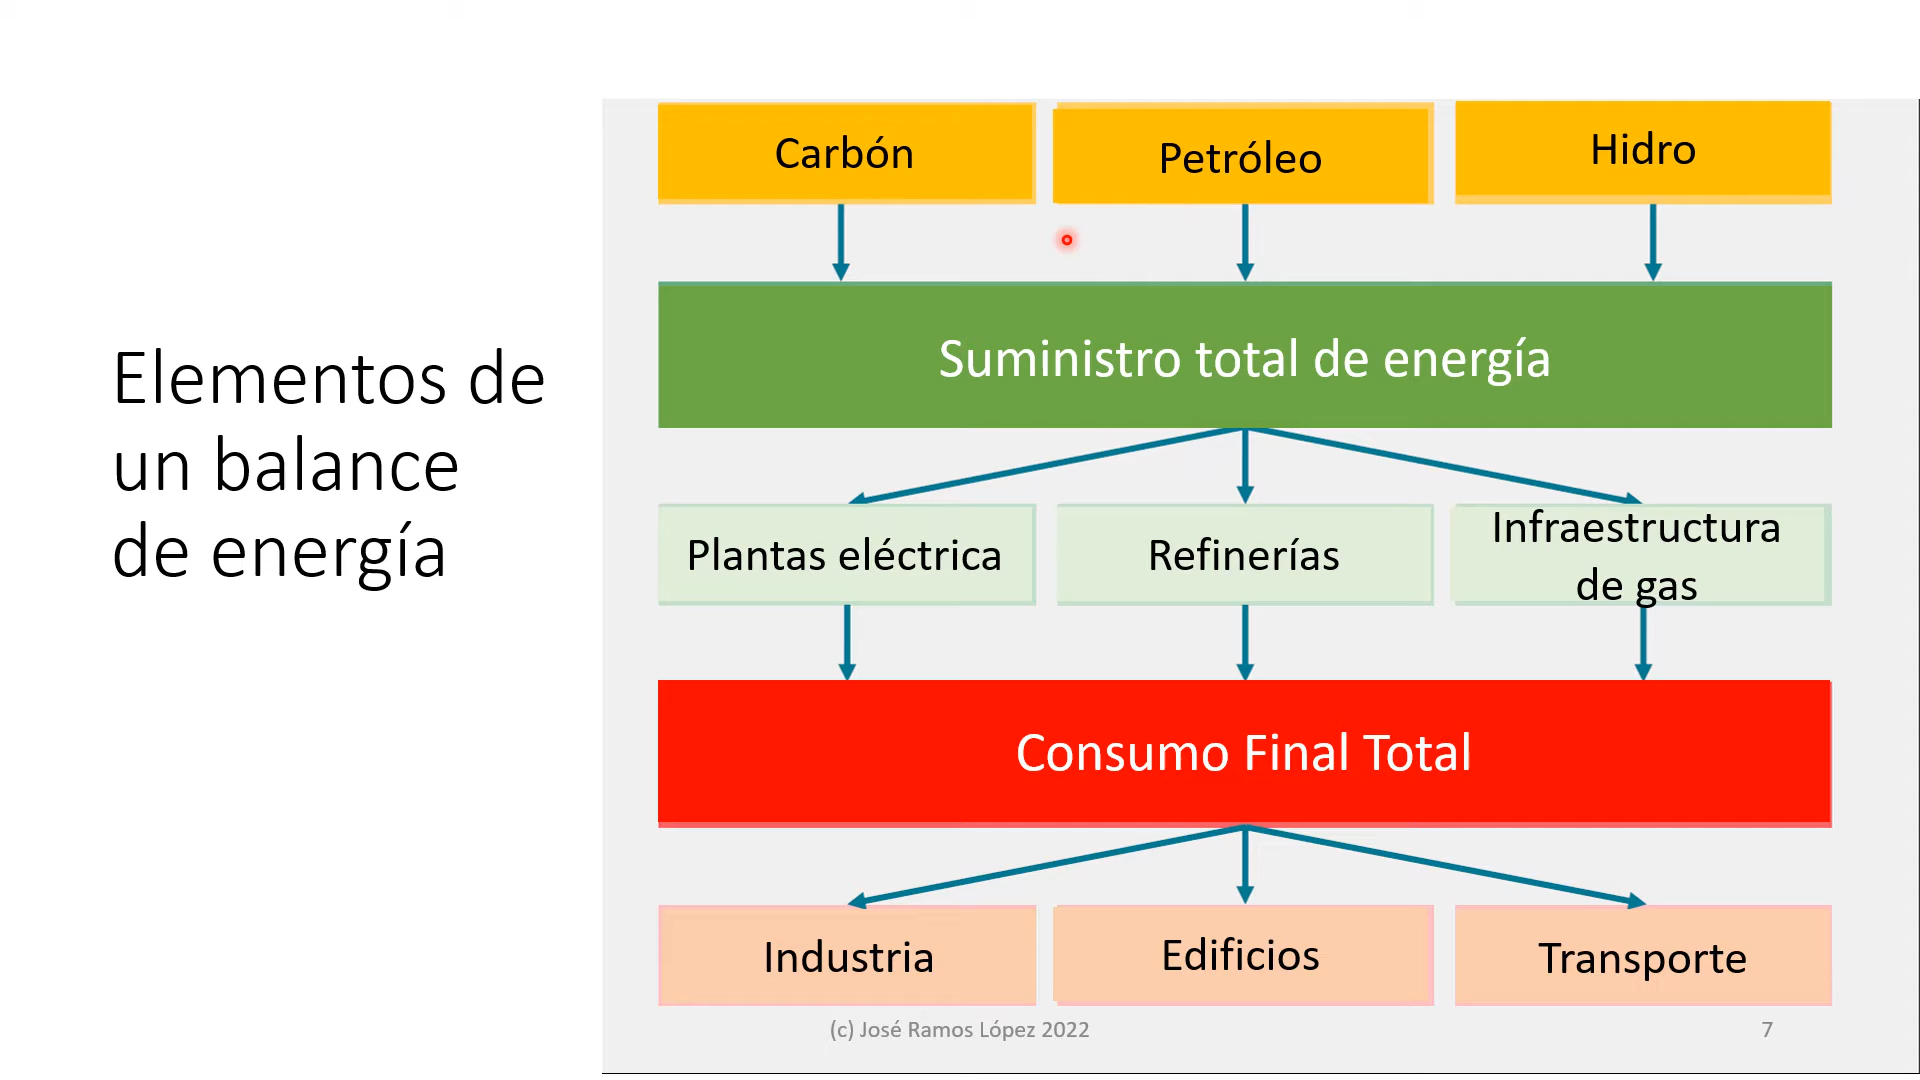 Elementos de
un balance
de energía
Carbón
Petróleo
Hidro
Suministro total de energía
Plantas eléctrica
Refinerías
Infraestructura
de gas
Consumo Final Total
Industria
Edificios
Transporte
(c) José Ramos López 2022
7